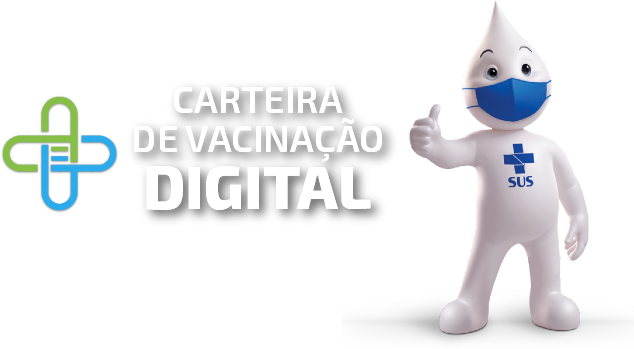 CARTEIRA
DE VACINAÇÃO
DIGITAL
SUS